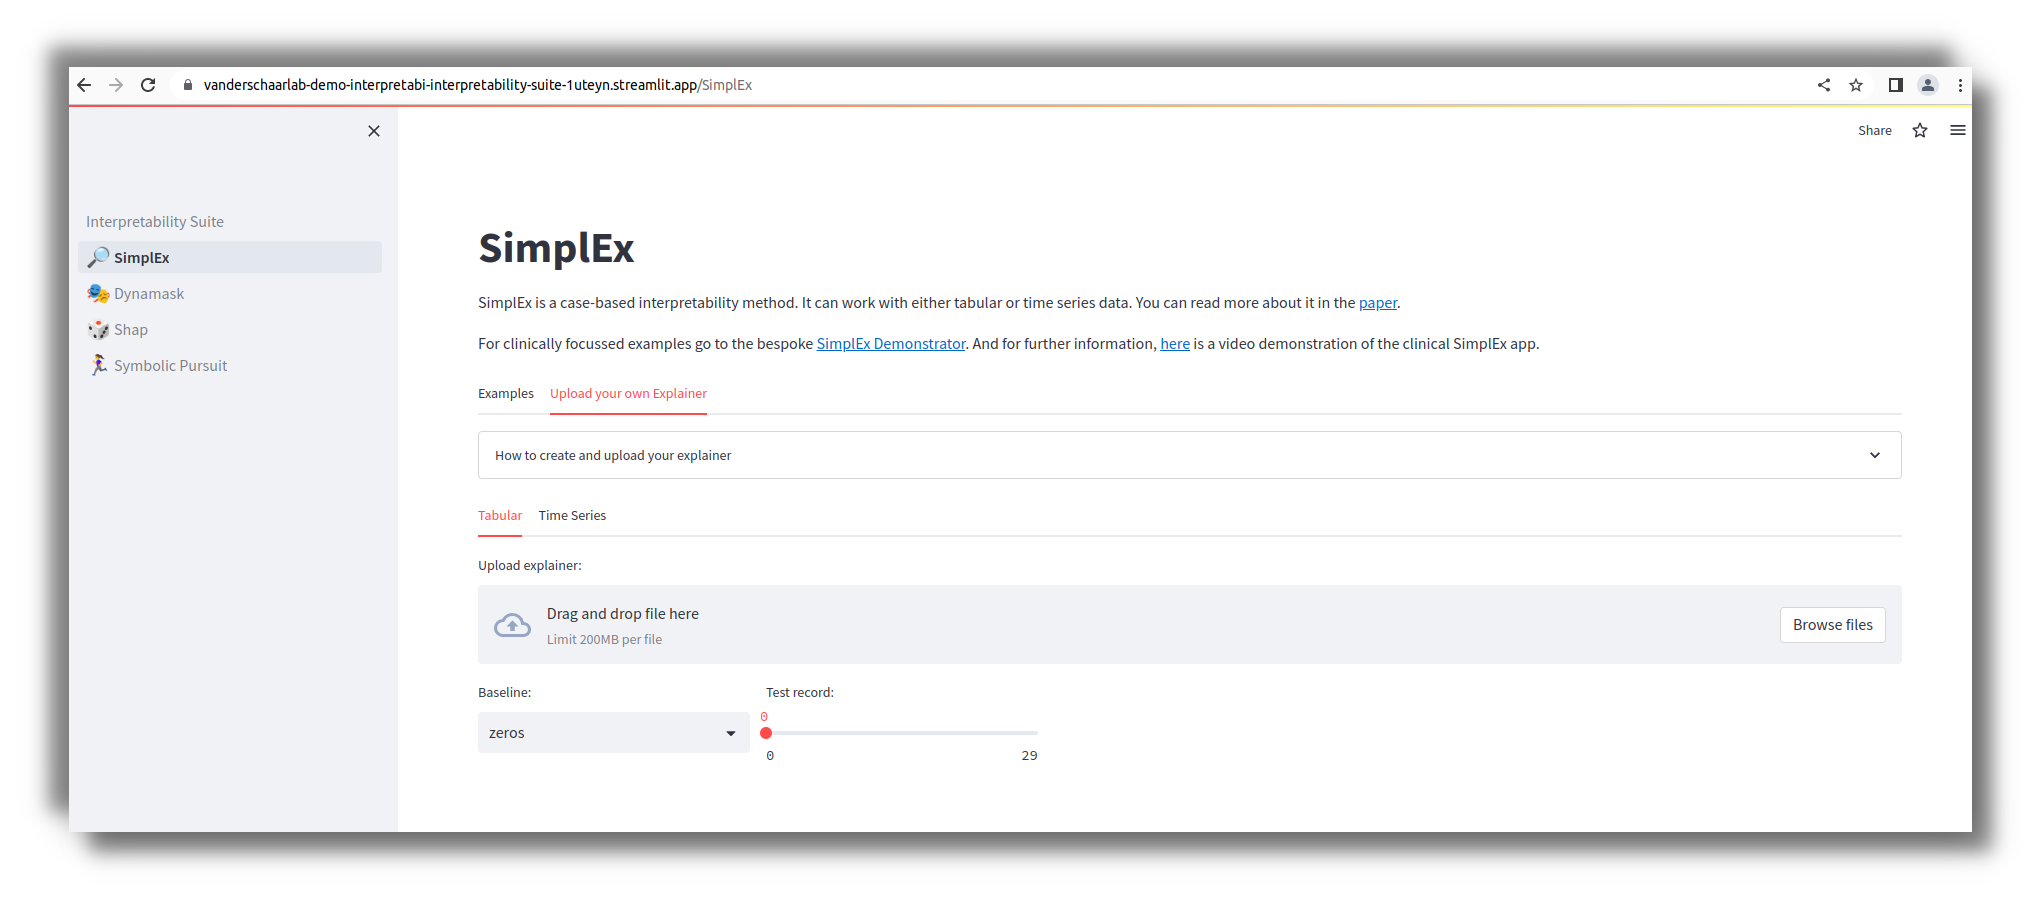 vanderschaarlab-demo-interpretabi-interpretability-suite-1uteyn.streamlit.app/SimplEx
Share
Interpretability Suite
SimplEx
Dynamask
Shap
Symbolic Pursuit
SimplEx
SimplEx is a case-based interpretability method. It can work with either tabular or time series data. You can read more about it in the paper.
For clinically focussed examples go to the bespoke SimplEx Demonstrator. And for further information, here is a video demonstration of the clinical SimplEx app.
Examples Upload your own Explainer
How to create and upload your explainer
Tabular Time Series
Upload explainer:
Drag and drop file here
Limit 200MB per file
Browse files
Baseline:
zeros
Test record:
0
0 29